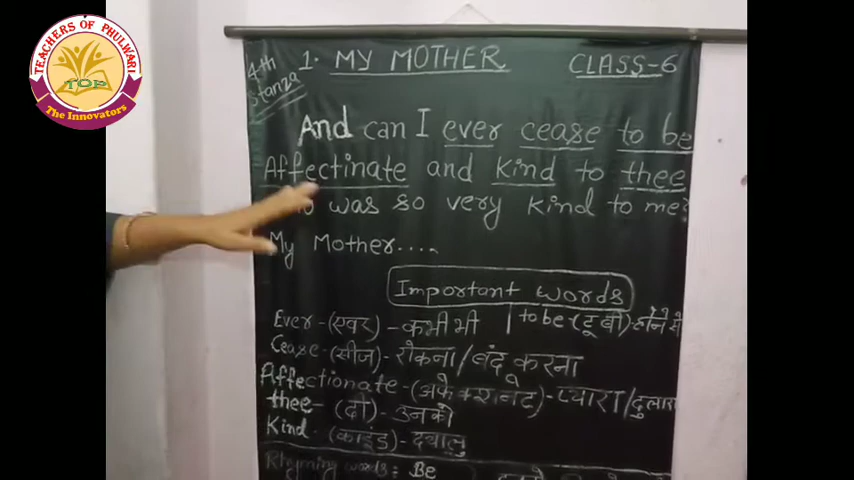 TEACHERS OF PHULWARI
TOP
The Innovators
4th Stanza
1. MY MOTHER
CLASS-6
And can I ever cease to be
Affectinate and kind to thee
was so very kind to me?
My Mother....
Important words
Ever-(एवर)-कभी भी | to be-(टू बी) होने से
Cease-(सीज)-रोकना/बंद करना
Affectionate-(अफेक्शनेट)-प्यारा/दुलारा
thee-(दी)-उनको
Kind-(काइंड)-दयालु
Rhyming words: Be